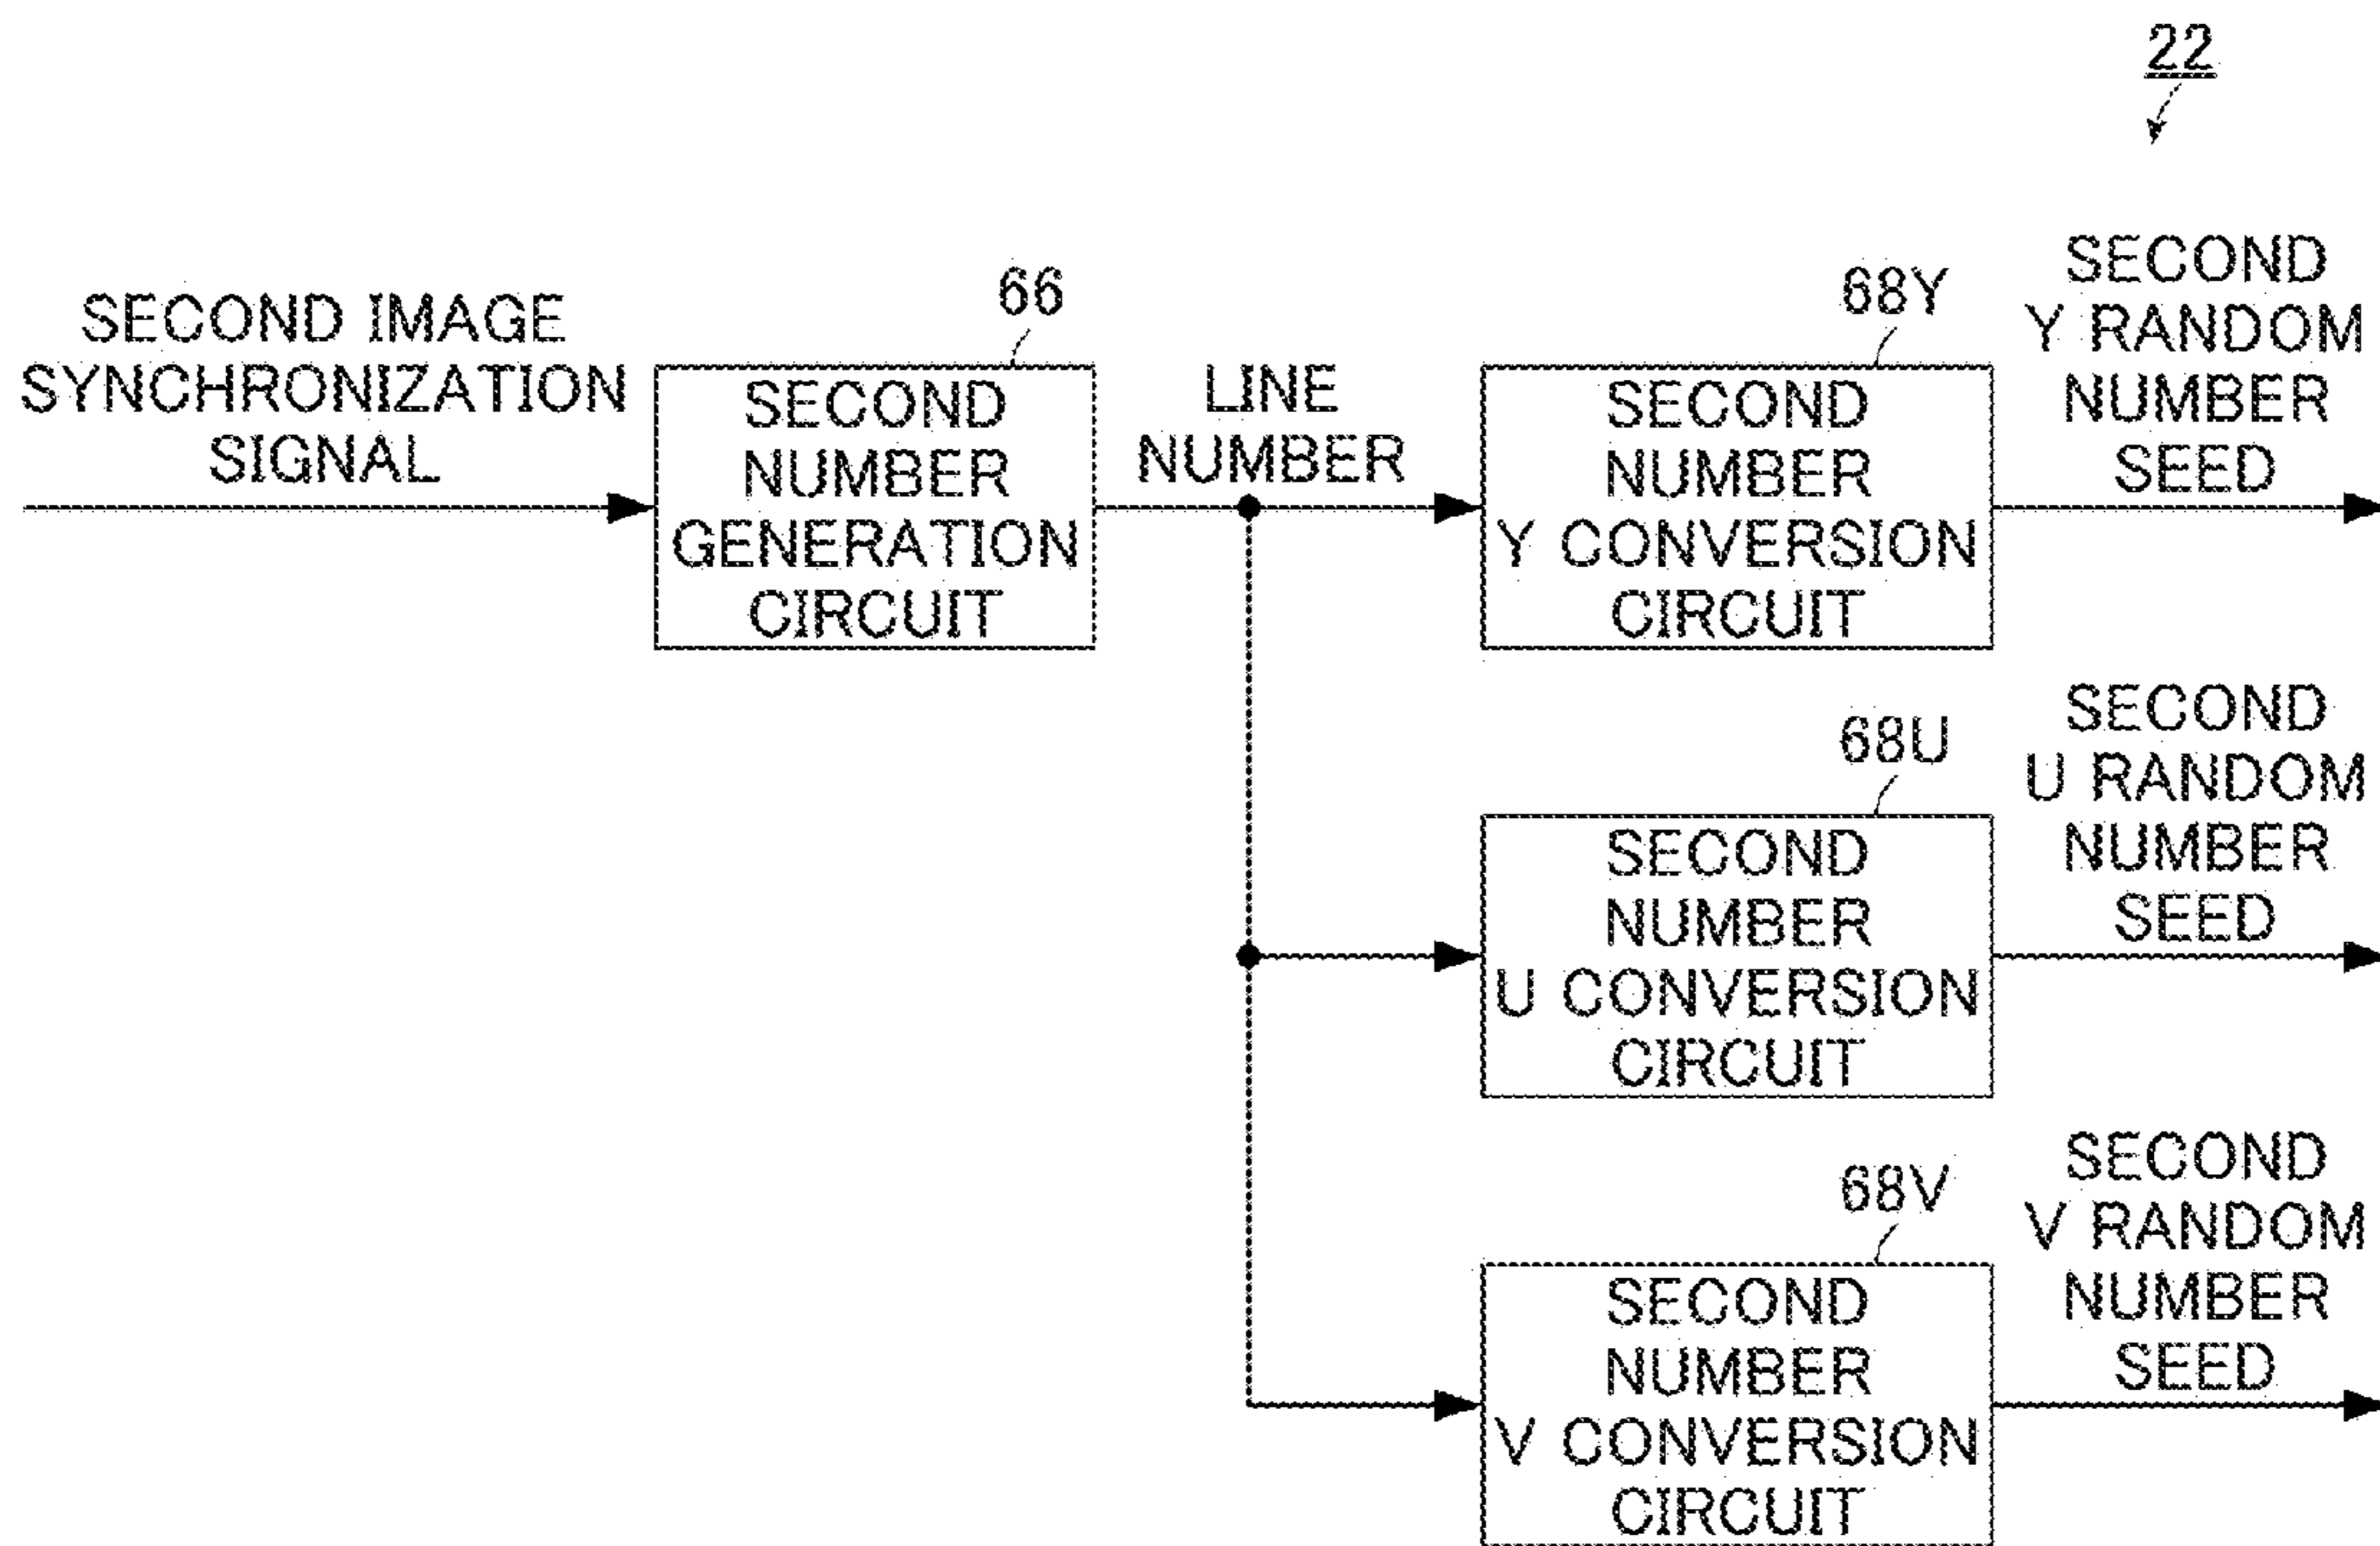 22
SECOND IMAGE
SYNCHRONIZATION
SIGNAL
66
SECOND
NUMBER
GENERATION
CIRCUIT
LINE
NUMBER
68Y
SECOND
NUMBER
Y CONVERSION
CIRCUIT
SECOND
Y RANDOM
NUMBER
SEED
68U
SECOND
NUMBER
U CONVERSION
CIRCUIT
SECOND
U RANDOM
NUMBER
SEED
68V
SECOND
NUMBER
V CONVERSION
CIRCUIT
SECOND
V RANDOM
NUMBER
SEED